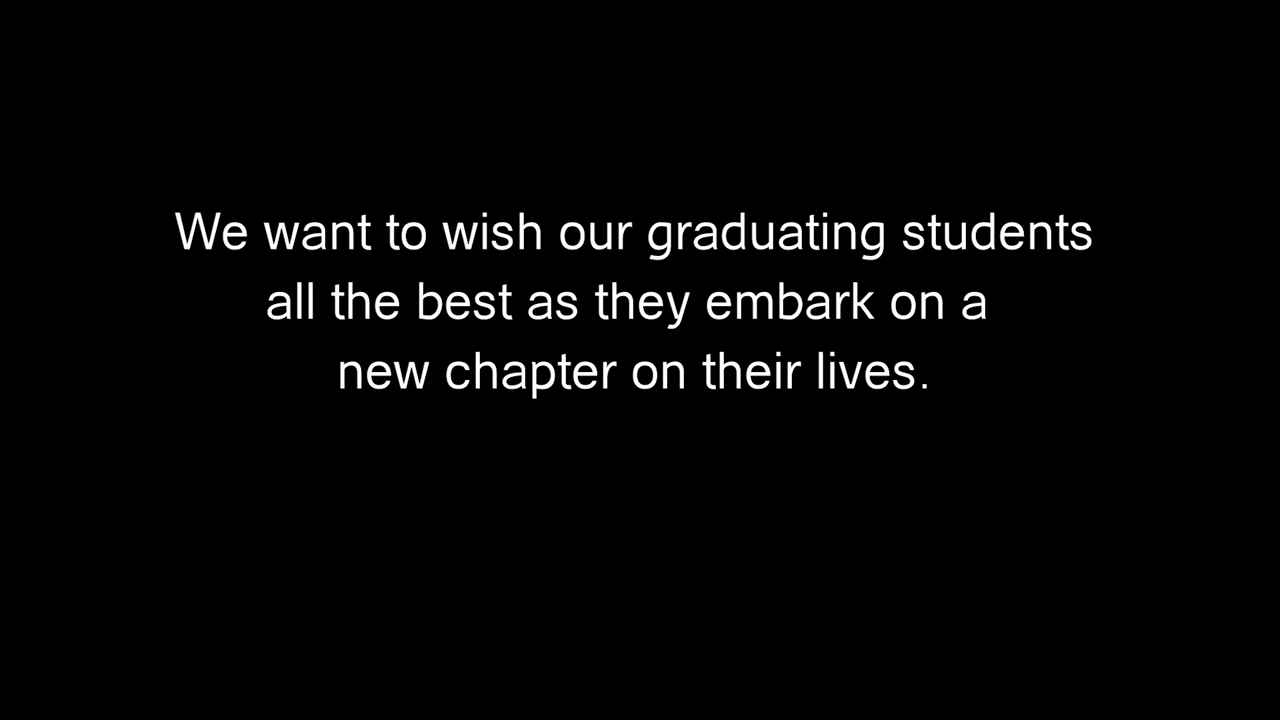 We want to wish our graduating students
all the best as they embark on a
new chapter on their lives.